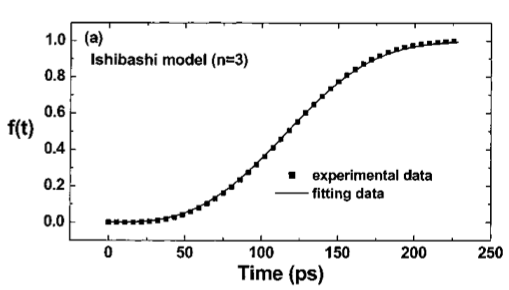 (a)
Ishibashi model (n=3)
1.0
0.8
0.6
0.4
0.2
0.0
f(t)
experimental data
fitting data
0 50 100 150 200 250
Time (ps)